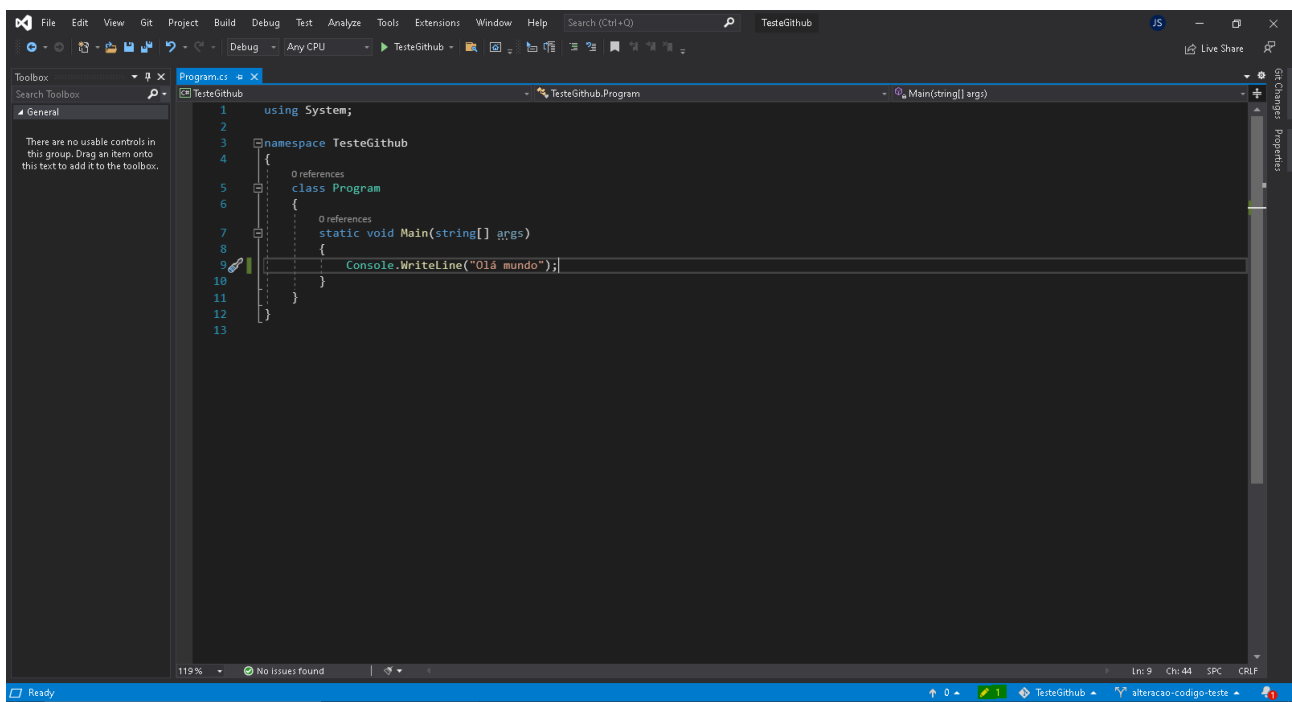 File Edit View Git Project Build Debug Test Analyze Tools Extensions Window Help Search (Ctrl+Q) TesteGithub JS
Debug Any CPU TesteGithub Live Share
Toolbox
Search Toolbox
General
There are no usable controls in
this group. Drag an item onto
this text to add it to the toolbox.
Program.cs
TesteGithub TesteGithub.Program Main(string[] args)
1 using System;
2
3 namespace TesteGithub
4 {
0 references
5 class Program
6 {
0 references
7 static void Main(string[] args)
8 {
9 Console.WriteLine("Olá mundo");
10 }
11 }
12 }
13
Git Changes
Properties
119 % No issues found Ln: 9 Ch: 44 SPC CRLF
Ready 0 1 TesteGithub alteracao-codigo-teste 1